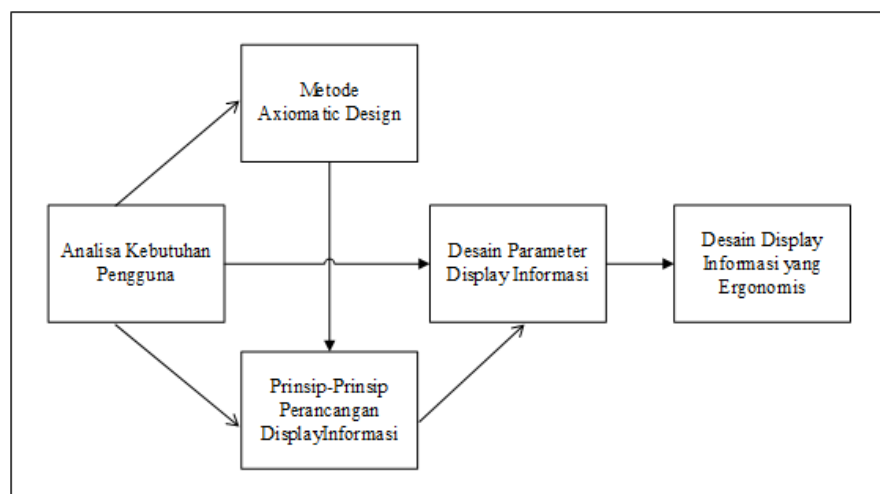 Metode
Axiomatic Design
Analisa Kebutuhan
Pengguna
Desain Parameter
Display Informasi
Desain Display
Informasi yang
Ergonomis
Prinsip-Prinsip
Perancangan
DisplayInformasi